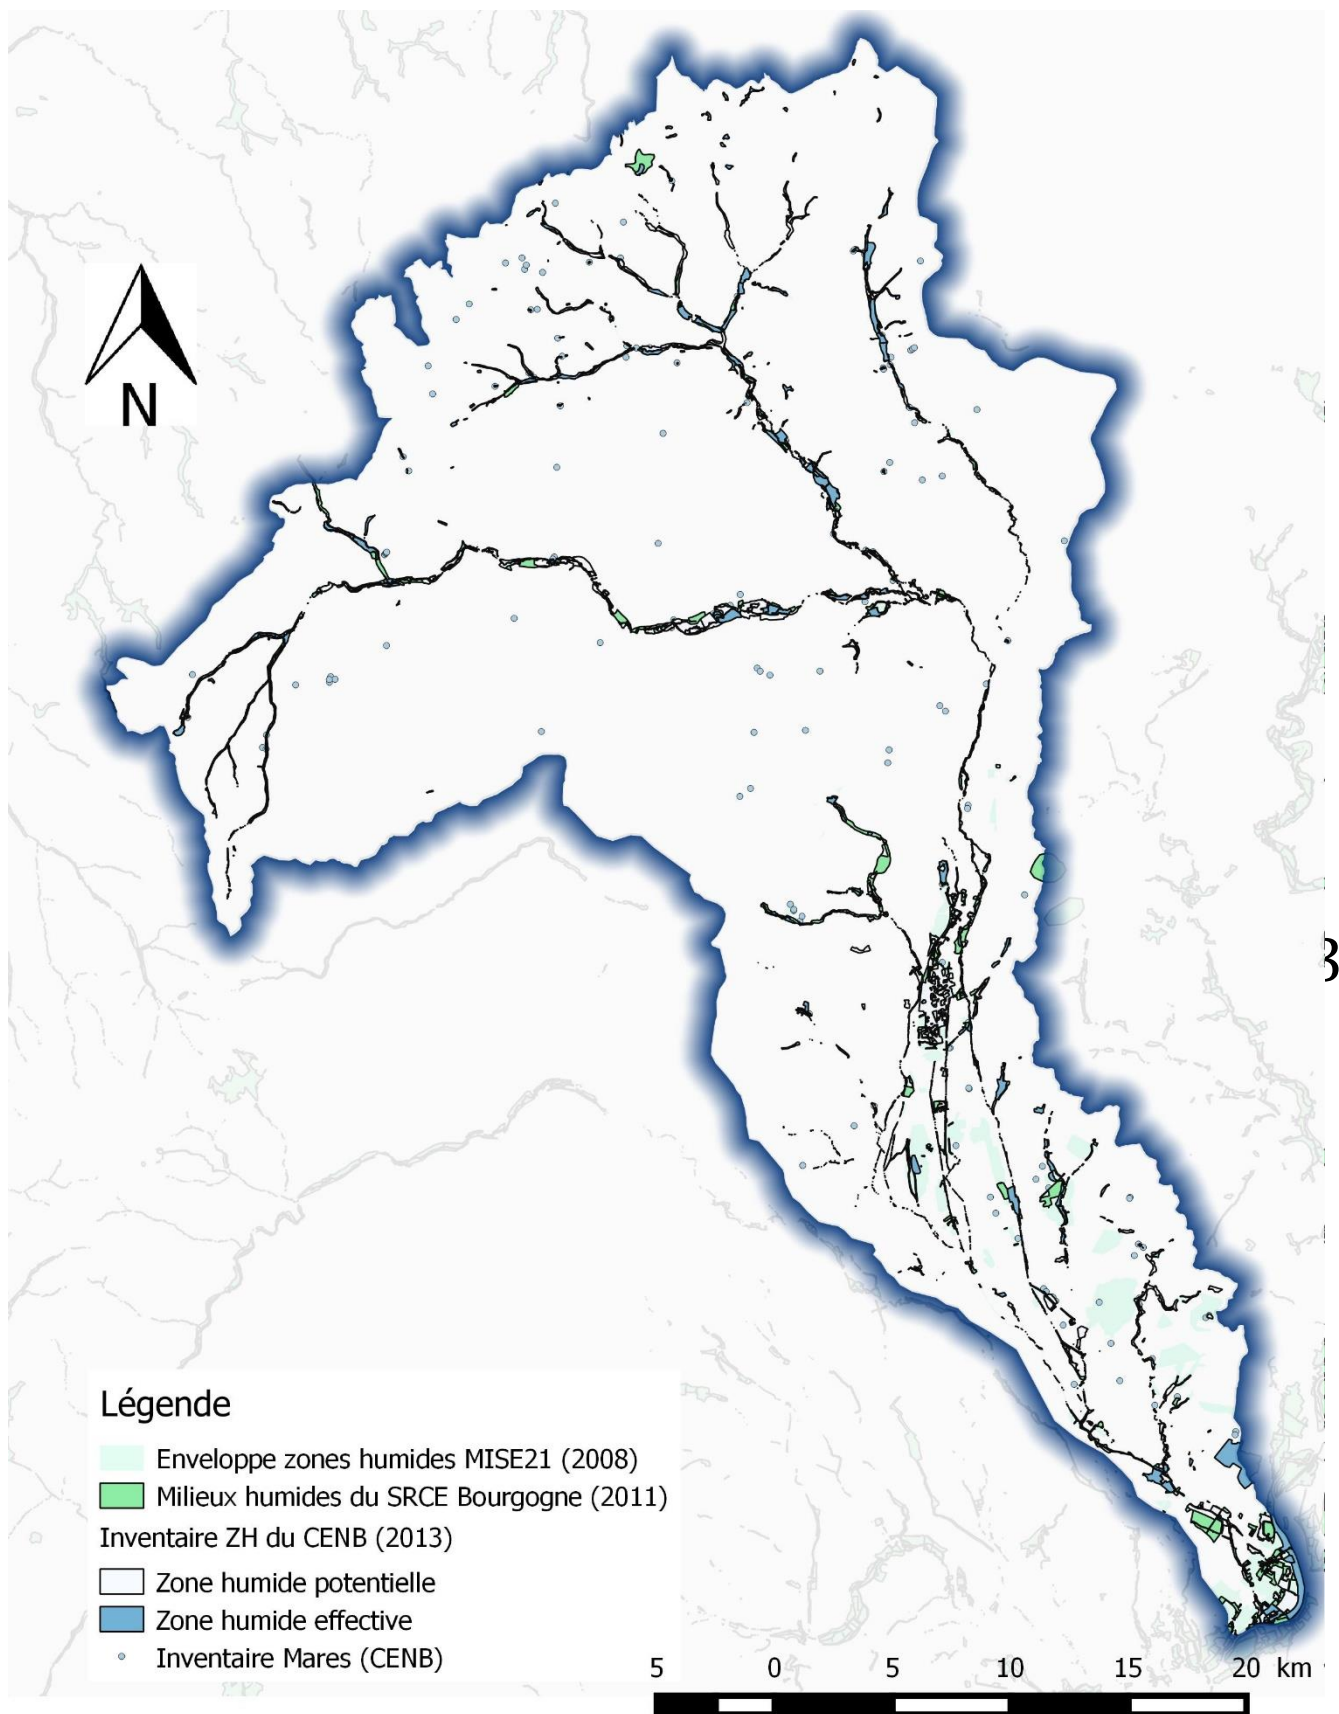 N
3
Légende
Enveloppe zones humides MISE21 (2008)
Milieux humides du SRCE Bourgogne (2011)
Inventaire ZH du CENB (2013)
Zone humide potentielle
Zone humide effective
Inventaire Mares (CENB)
5 0 5 10 15 20 km